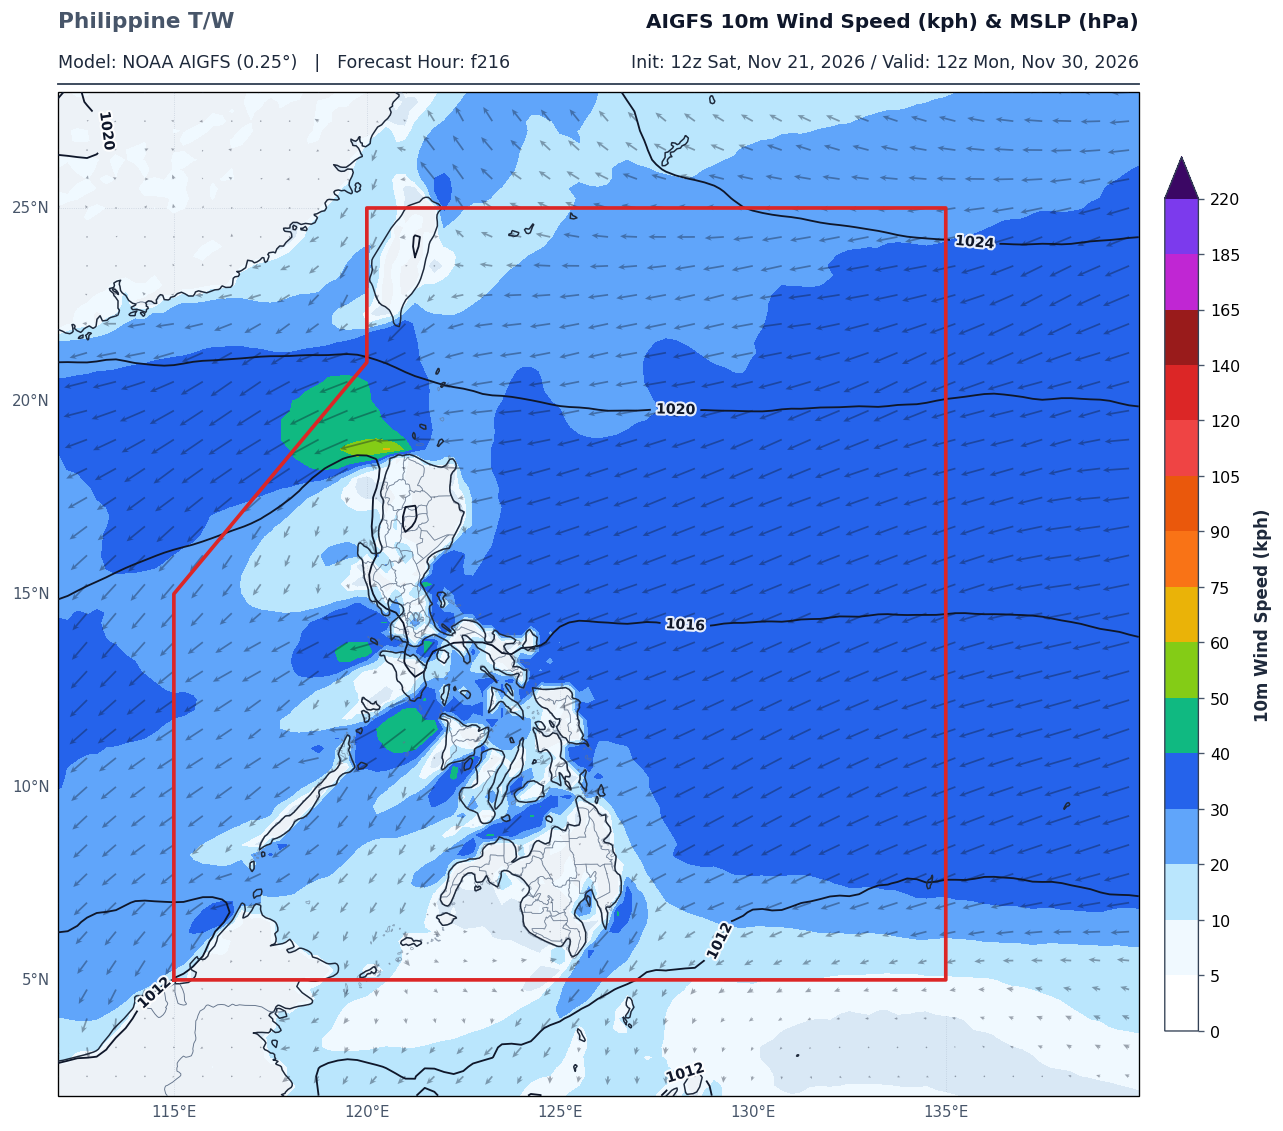 Philippine T/W
AIGFS 10m Wind Speed (kph) & MSLP (hPa)
Model: NOAA AIGFS (0.25°) | Forecast Hour: f216
Init: 12z Sat, Nov 21, 2026 / Valid: 12z Mon, Nov 30, 2026
1020
1024
1020
1016
1012
1012
1012
25°N
20°N
15°N
10°N
5°N
115°E
120°E
125°E
130°E
135°E
220
185
165
140
120
105
90
75
60
50
40
30
20
10
5
0
10m Wind Speed (kph)